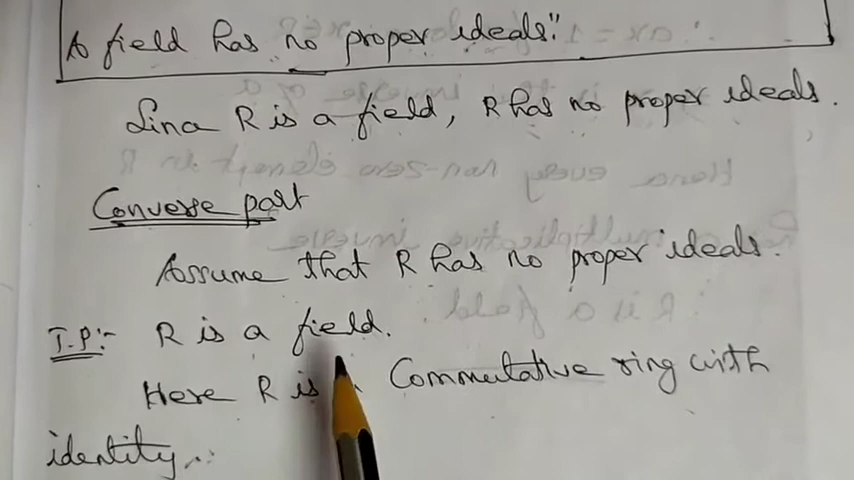 A field has no proper ideals."
Since R is a field, R has no proper ideals.
Converse part
Assume that R has no proper ideals.
T.P:- R is a field.
Here R is Commutative ring with
identity.